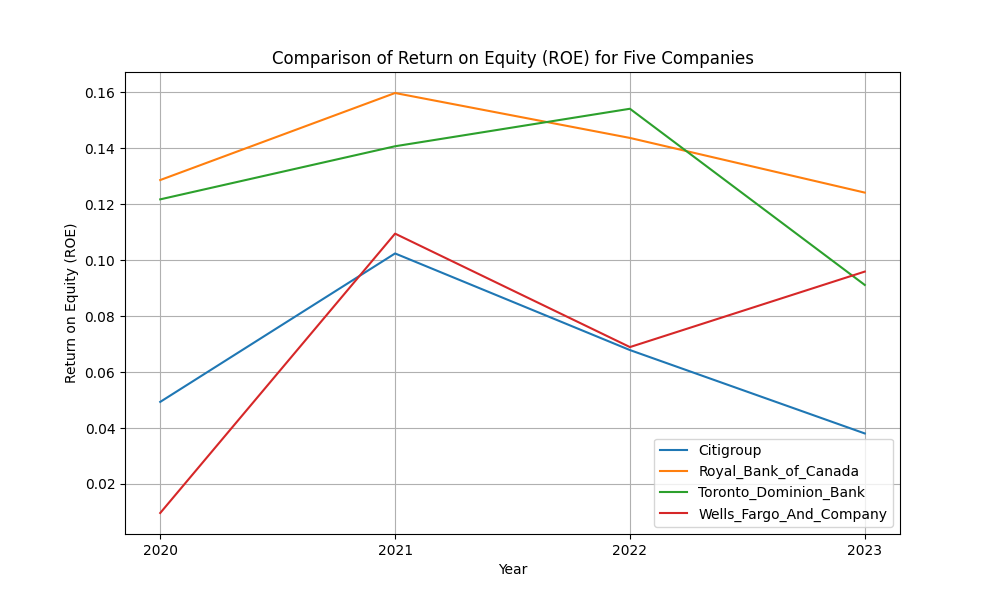 Comparison of Return on Equity (ROE) for Five Companies
0.16
0.14
0.12
0.10
0.08
0.06
0.04
0.02
Return on Equity (ROE)
Citigroup
Royal_Bank_of_Canada
Toronto_Dominion_Bank
Wells_Fargo_And_Company
2020 2021 2022 2023
Year